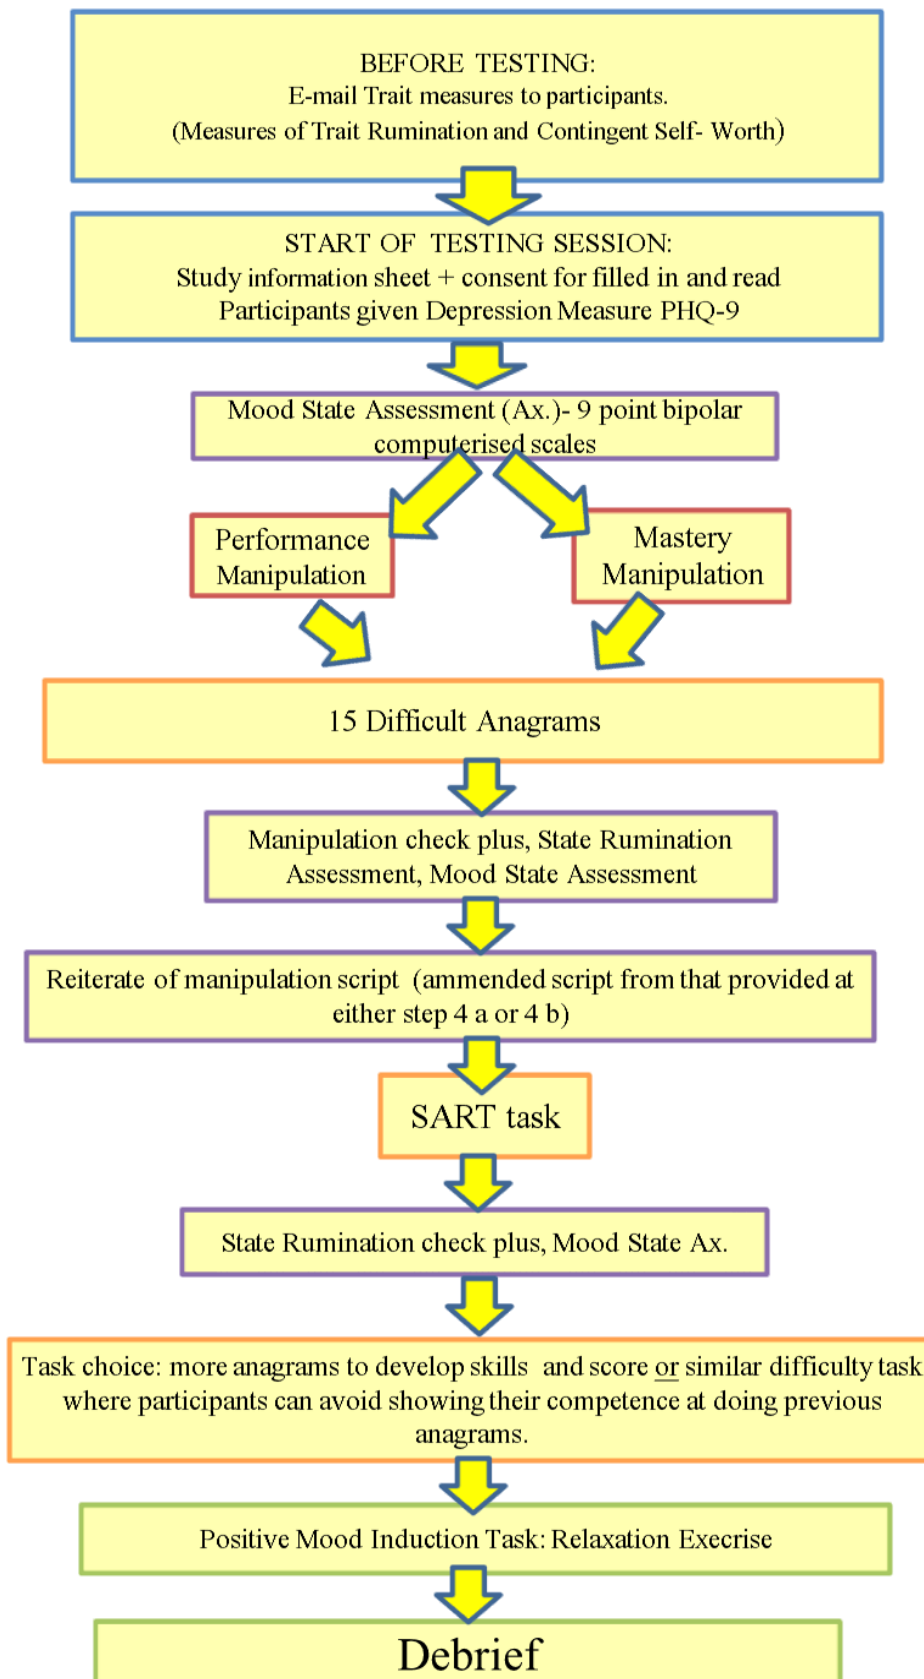 BEFORE TESTING:
E-mail Trait measures to participants.
(Measures of Trait Rumination and Contingent Self- Worth)
START OF TESTING SESSION:
Study information sheet + consent for filled in and read
Participants given Depression Measure PHQ-9
Mood State Assessment (Ax.)- 9 point bipolar
computerised scales
Performance
Manipulation
Mastery
Manipulation
15 Difficult Anagrams
Manipulation check plus, State Rumination
Assessment, Mood State Assessment
Reiterate of manipulation script (ammended script from that provided at
either step 4 a or 4 b)
SART task
State Rumination check plus, Mood State Ax.
Task choice: more anagrams to develop skills and score or similar difficulty task
where participants can avoid showing their competence at doing previous
anagrams.
Positive Mood Induction Task: Relaxation Execrise
Debrief